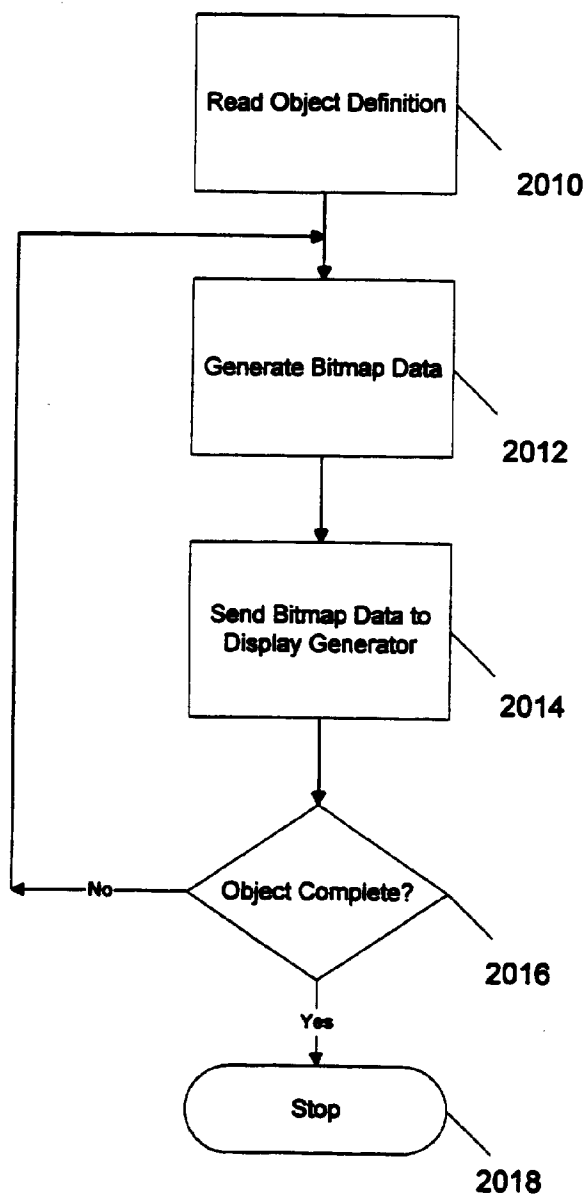 Read Object Definition
2010
Generate Bitmap Data
2012
Send Bitmap Data to
Display Generator
2014
Object Complete?
No
2016
Yes
Stop
2018